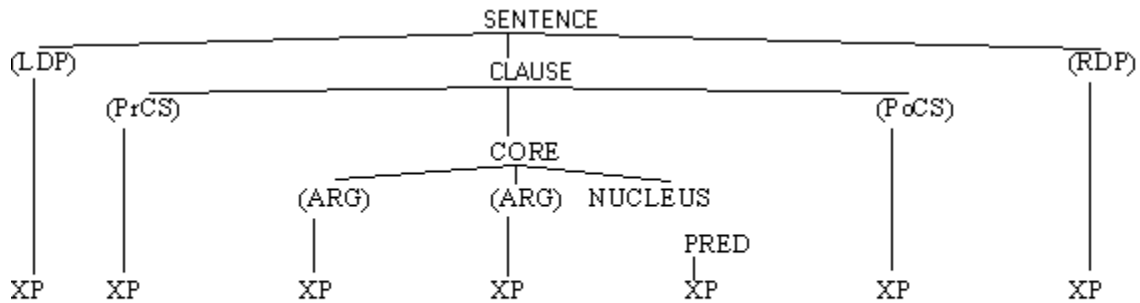 SENTENCE
(LDP) (RDP)
CLAUSE
(PrCS) (PoCS)
CORE
(ARG) (ARG) NUCLEUS
PRED
XP XP XP XP XP XP XP